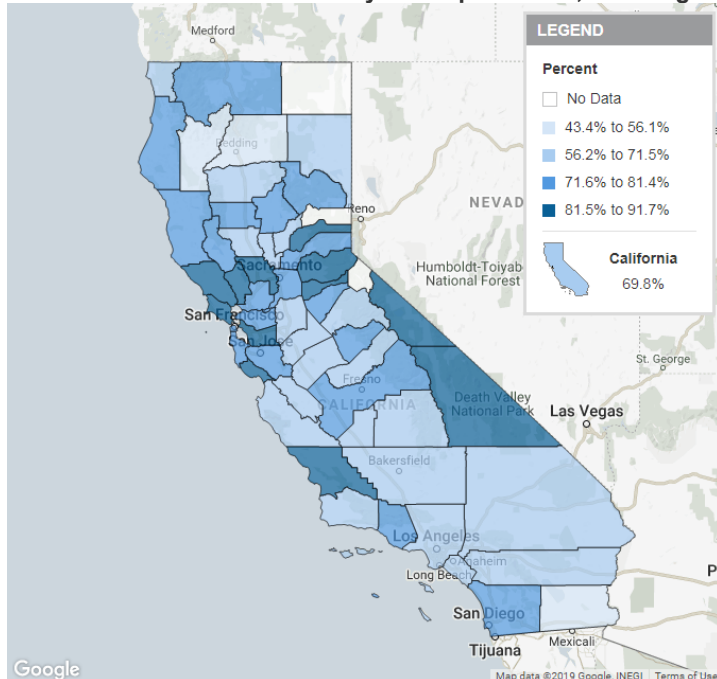 Medford
LEGEND
Percent
No Data
43.4% to 56.1%
56.2% to 71.5%
71.6% to 81.4%
81.5% to 91.7%
California
69.8%
Redding
NEVAD
Reno
Sacramento
Humboldt-Toiyab
National Forest
San Francisco
San Jose
St. George
Fresno
CALIFORNIA
Death Valley
National Park
Las Vegas
Bakersfield
Los Angeles
Anaheim
Long Beach
P
San Diego
Tijuana
Mexicali
Google
Map data ©2019 Google, INEGI
Terms of Use